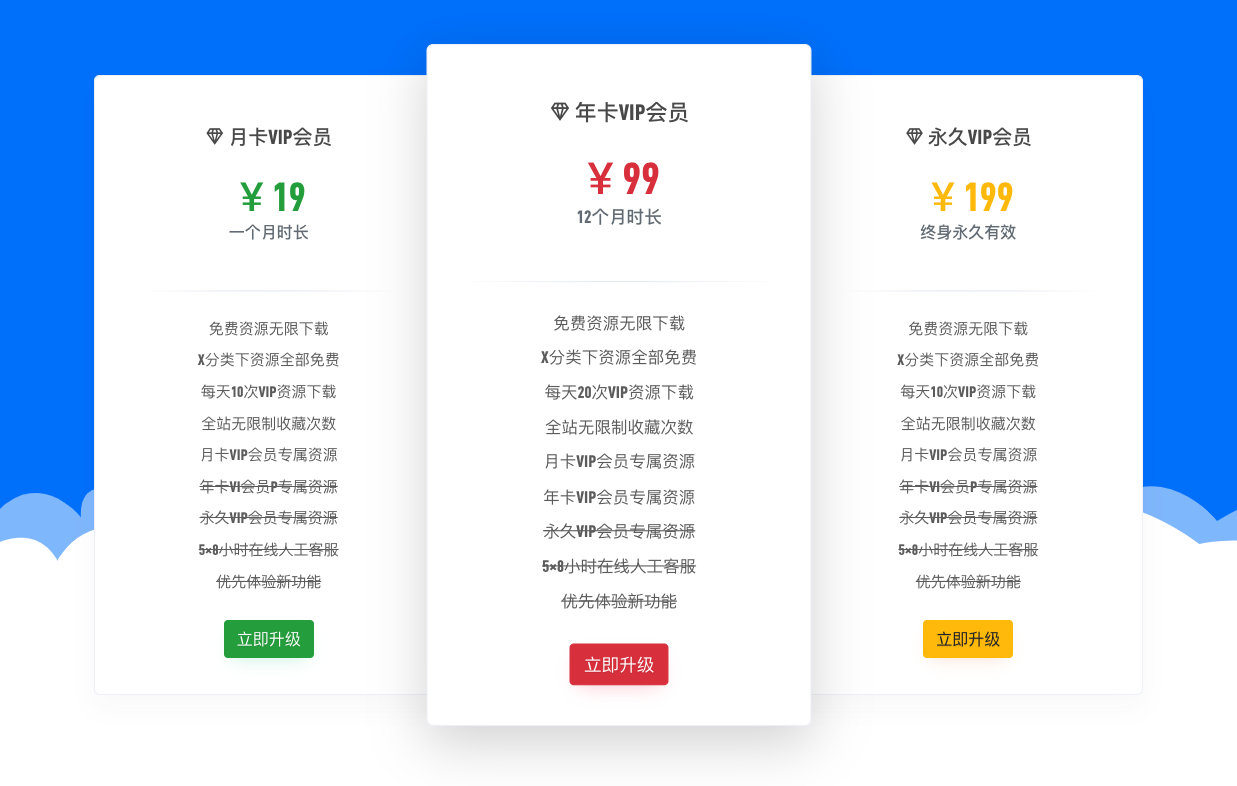 月卡VIP会员
￥19
一个月时长
免费资源无限下载
X分类下资源全部免费
每天10次VIP资源下载
全站无限制收藏次数
月卡VIP会员专属资源
年卡VI会员P专属资源
永久VIP会员专属资源
5×8小时在线人工客服
优先体验新功能
立即升级
年卡VIP会员
￥99
12个月时长
免费资源无限下载
X分类下资源全部免费
每天20次VIP资源下载
全站无限制收藏次数
月卡VIP会员专属资源
年卡VIP会员专属资源
永久VIP会员专属资源
5×8小时在线人工客服
优先体验新功能
立即升级
永久VIP会员
￥199
终身永久有效
免费资源无限下载
X分类下资源全部免费
每天10次VIP资源下载
全站无限制收藏次数
月卡VIP会员专属资源
年卡VI会员P专属资源
永久VIP会员专属资源
5×8小时在线人工客服
优先体验新功能
立即升级